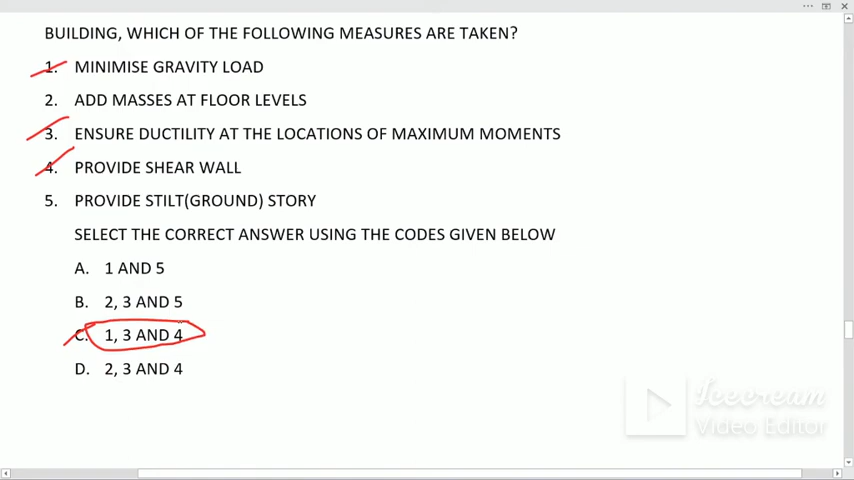 BUILDING, WHICH OF THE FOLLOWING MEASURES ARE TAKEN?
1. MINIMISE GRAVITY LOAD
2. ADD MASSES AT FLOOR LEVELS
3. ENSURE DUCTILITY AT THE LOCATIONS OF MAXIMUM MOMENTS
4. PROVIDE SHEAR WALL
5. PROVIDE STILT(GROUND) STORY
SELECT THE CORRECT ANSWER USING THE CODES GIVEN BELOW
A. 1 AND 5
B. 2, 3 AND 5
C. 1, 3 AND 4
D. 2, 3 AND 4
Icecream
Video Editor